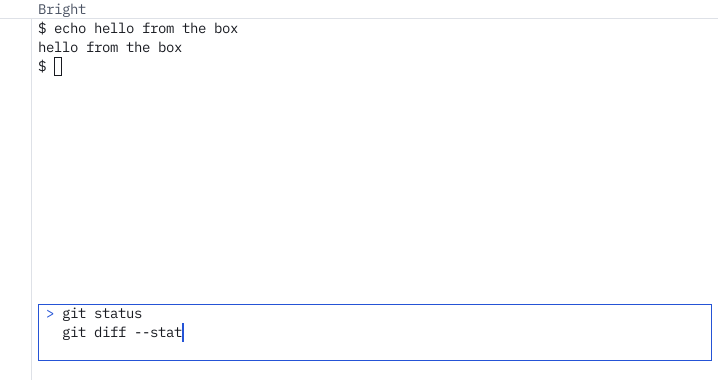 Bright
$ echo hello from the box
hello from the box
$
> git status
git diff --stat